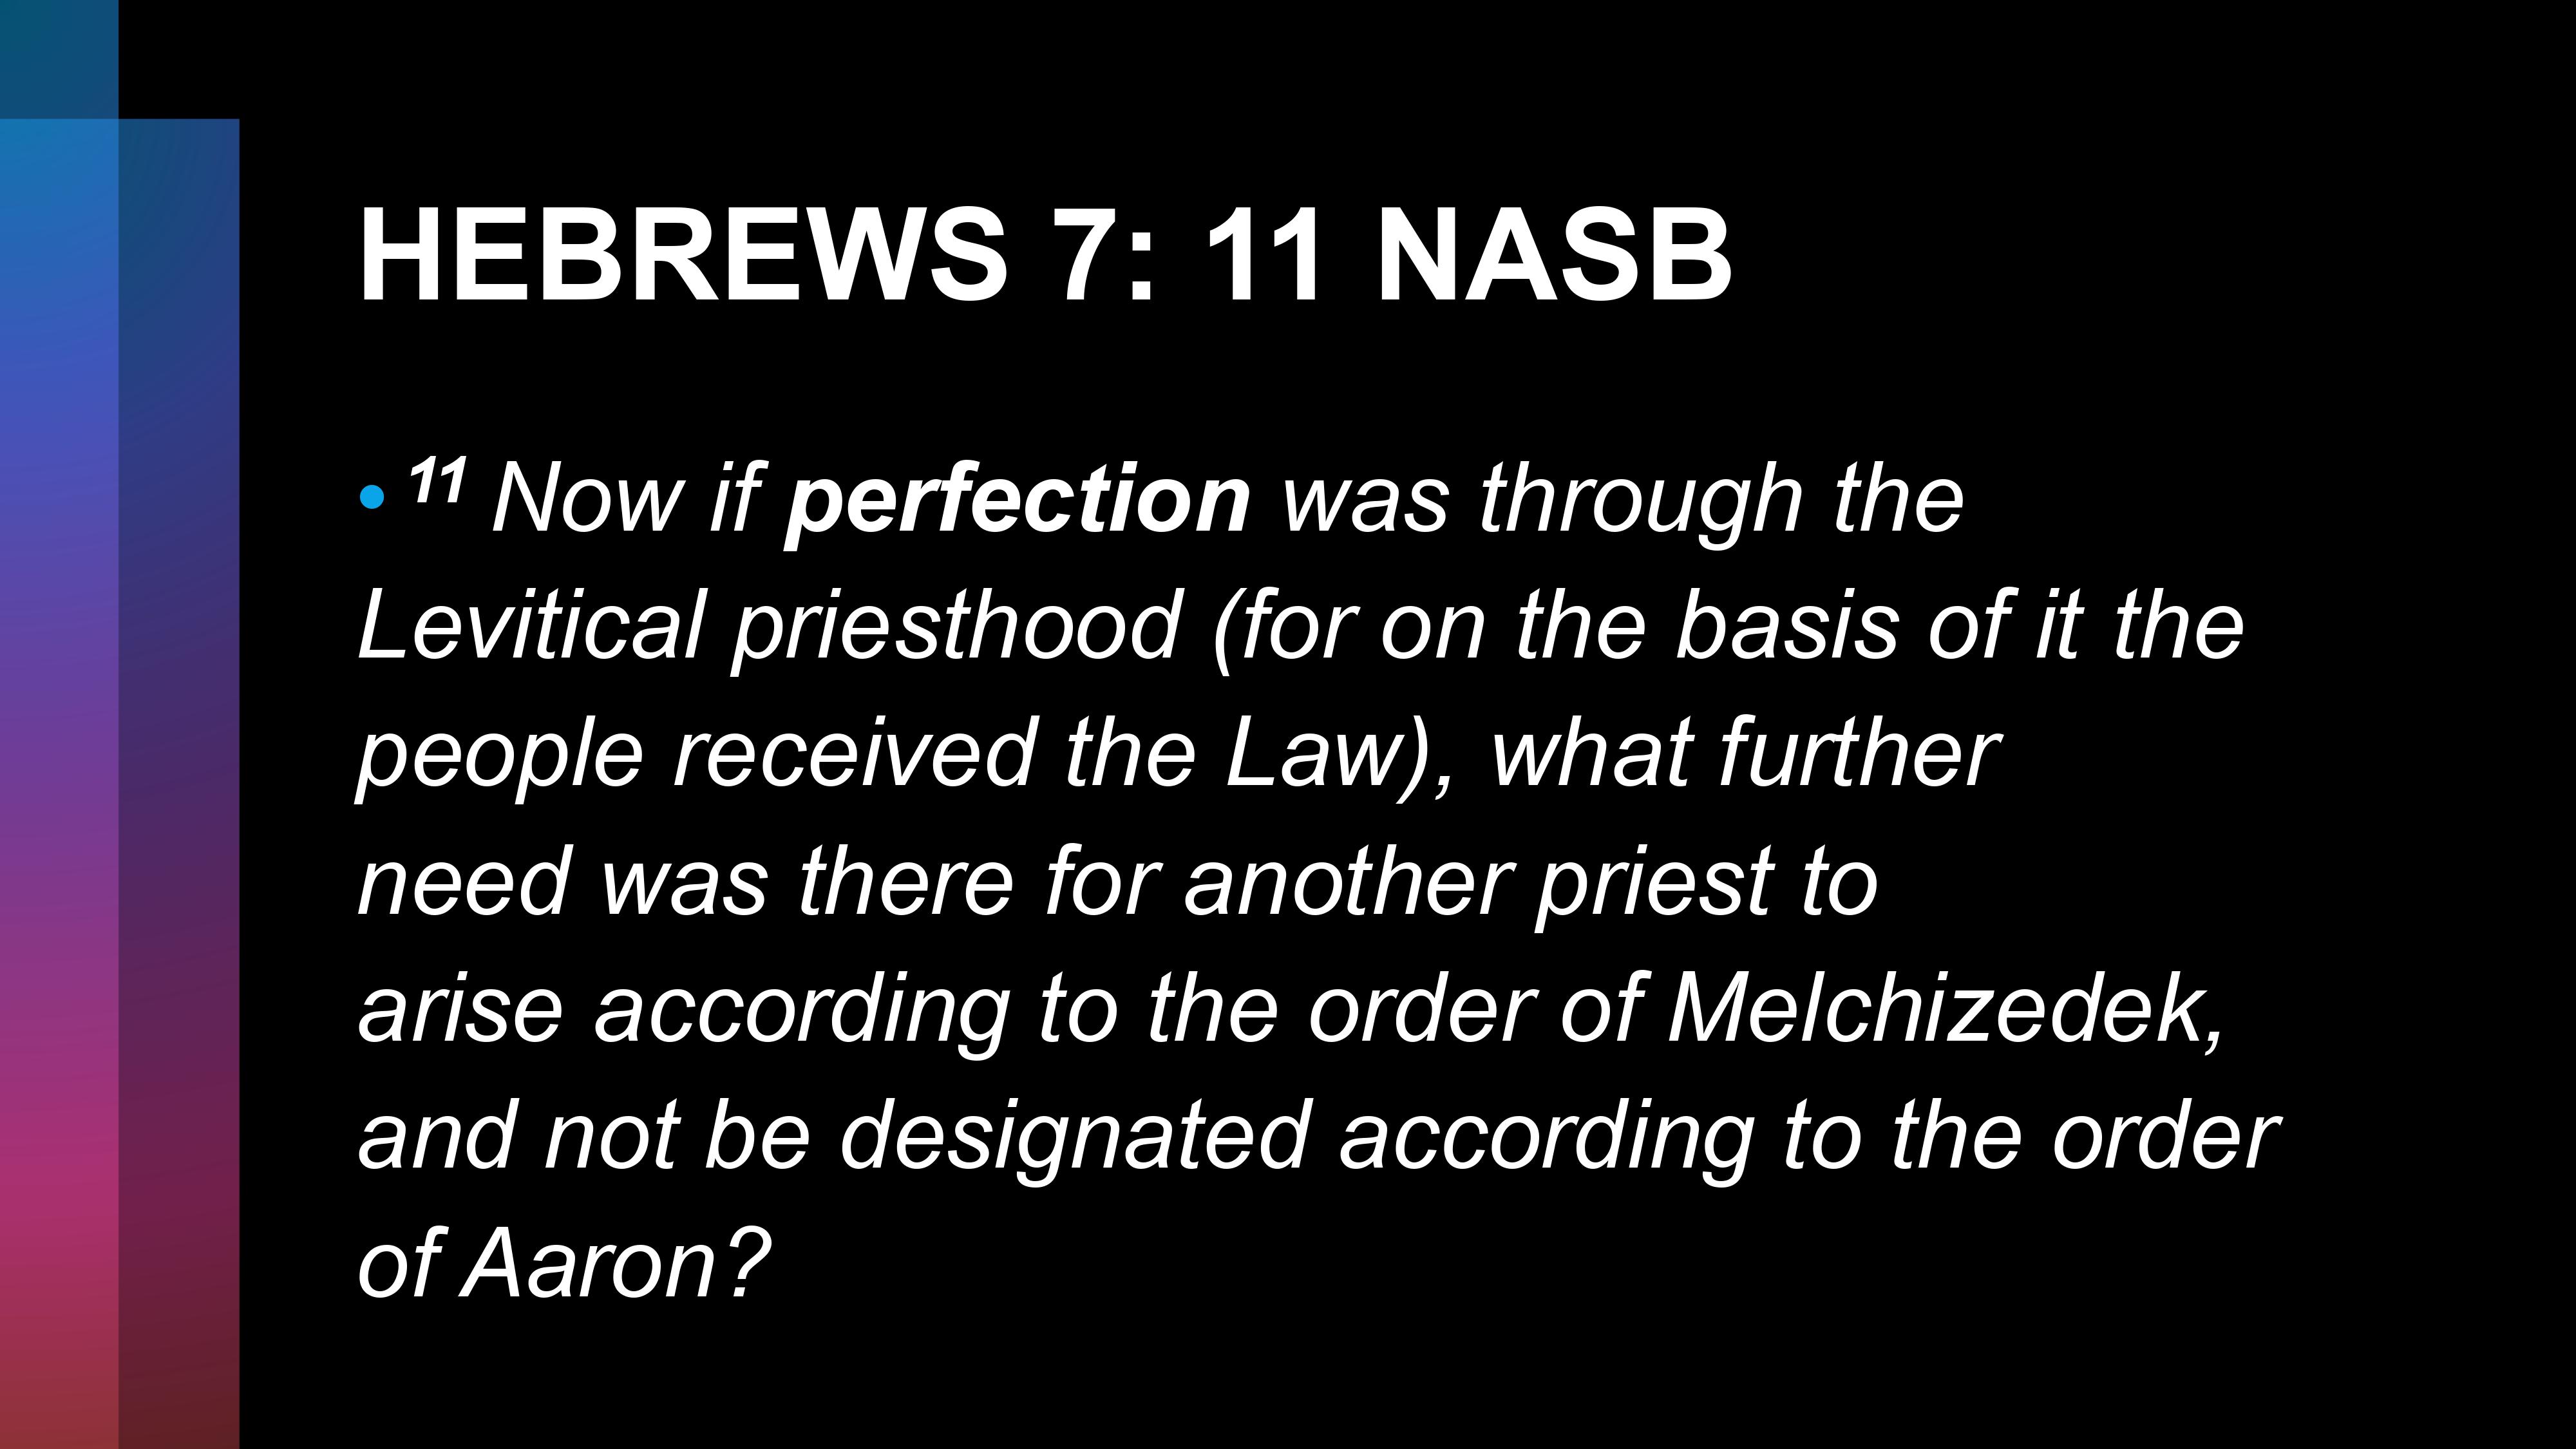 HEBREWS 7: 11 NASB
• 11 Now if perfection was through the
Levitical priesthood (for on the basis of it the
people received the Law), what further
need was there for another priest to
arise according to the order of Melchizedek,
and not be designated according to the order
of Aaron?